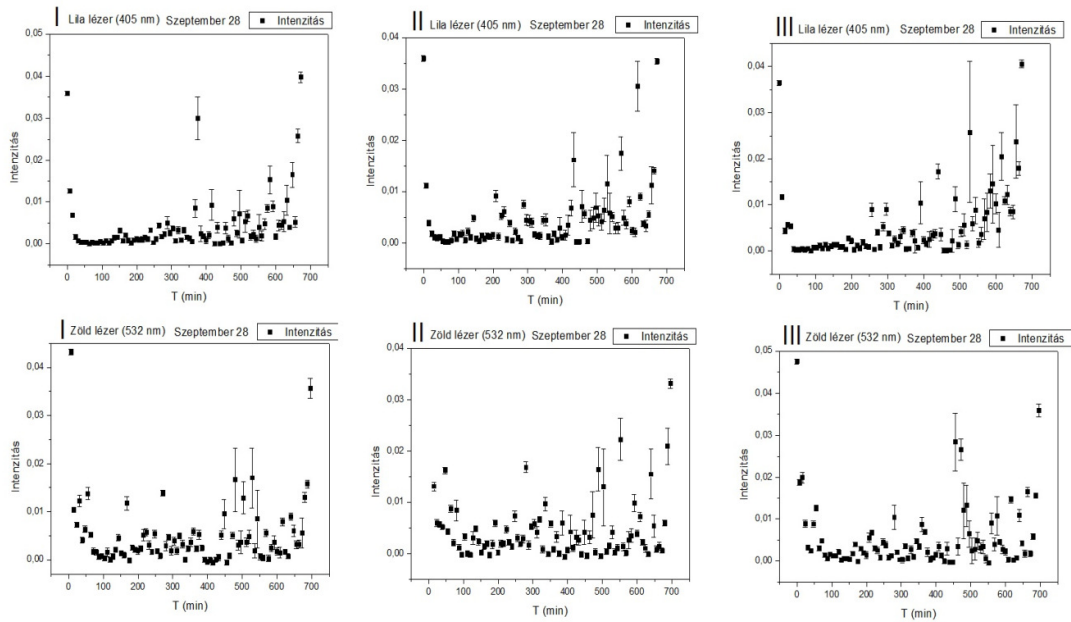 I Lila lézer (405 nm) Szeptember 28 Intenzitás
0,05
0,04
0,03
0,02
0,01
0,00
Intenzitás
0 100 200 300 400 500 600 700
T (min)
II Lila lézer (405 nm) Szeptember 28 Intenzitás
0,04
0,03
0,02
0,01
0,00
Intenzitás
0 100 200 300 400 500 600 700
T (min)
III Lila lézer (405 nm) Szeptember 28 Intenzitás
0,04
0,03
0,02
0,01
0,00
Intenzitás
0 100 200 300 400 500 600 700
T (min)
I Zöld lézer (532 nm) Szeptember 28 Intenzitás
0,04
0,03
0,02
0,01
0,00
Intenzitás
0 100 200 300 400 500 600 700
T (min)
II Zöld lézer (532 nm) Szeptember 28 Intenzitás
0,04
0,03
0,02
0,01
0,00
Intenzitás
0 100 200 300 400 500 600 700
T (min)
III Zöld lézer (532 nm) Szeptember 28 Intenzitás
0,05
0,04
0,03
0,02
0,01
0,00
Intenzitás
0 100 200 300 400 500 600 700
T (min)